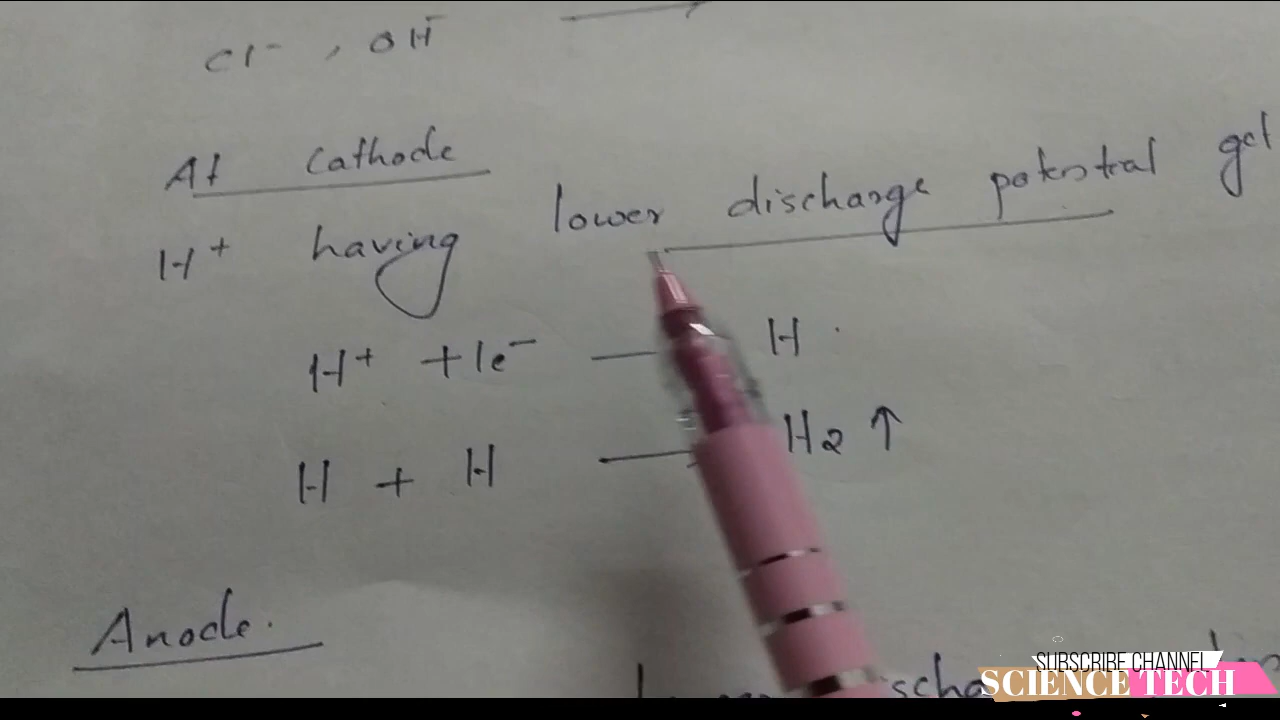 Cl⁻ , OH⁻ →
At Cathode
H⁺ having lower discharge potential get
H⁺ + 1e⁻ → H
H + H → H2 ↑
Anode.
SUBSCRIBE CHANNEL
SCIENCE TECH